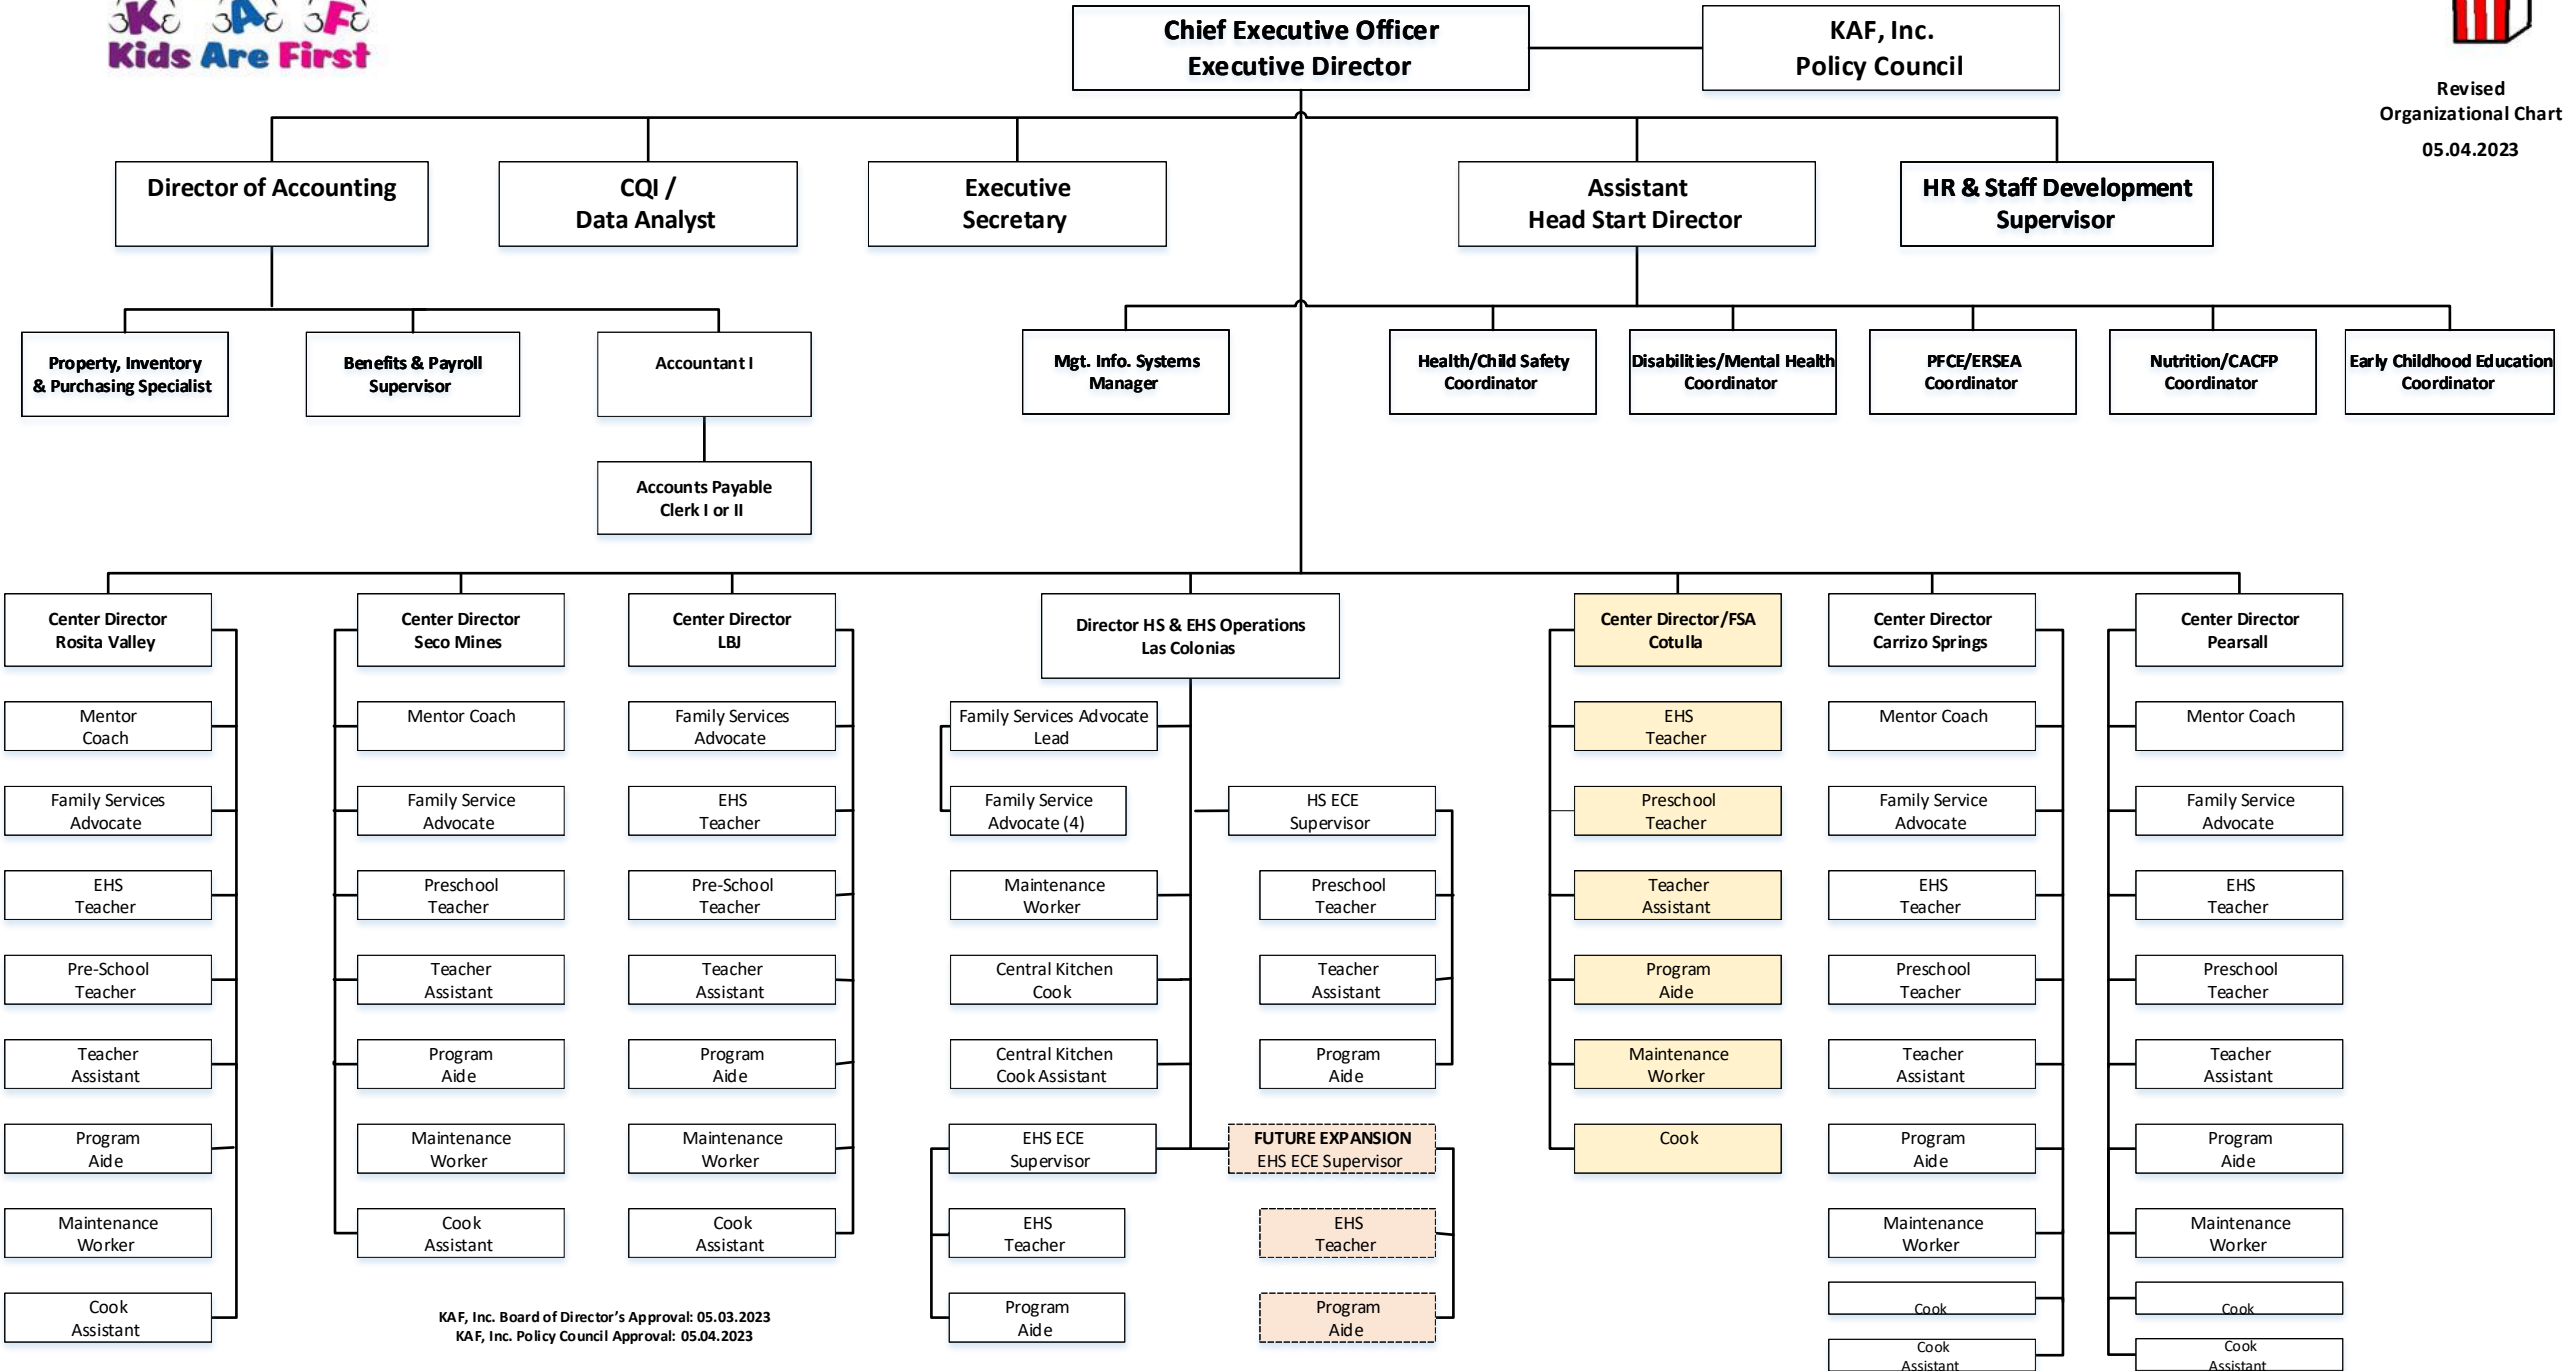 K A F
Kids Are First
Chief Executive Officer
Executive Director
KAF, Inc.
Policy Council
Revised
Organizational Chart
05.04.2023
Director of Accounting
CQI /
Data Analyst
Executive
Secretary
Assistant
Head Start Director
HR & Staff Development
Supervisor
Property, Inventory
& Purchasing Specialist
Benefits & Payroll
Supervisor
Accountant I
Mgt. Info. Systems
Manager
Health/Child Safety
Coordinator
Disabilities/Mental Health
Coordinator
PFCE/ERSEA
Coordinator
Nutrition/CACFP
Coordinator
Early Childhood Education
Coordinator
Accounts Payable
Clerk I or II
Center Director
Rosita Valley
Mentor
Coach
Family Services
Advocate
EHS
Teacher
Pre-School
Teacher
Teacher
Assistant
Program
Aide
Maintenance
Worker
Cook
Assistant
Center Director
Seco Mines
Mentor Coach
Family Service
Advocate
Preschool
Teacher
Teacher
Assistant
Program
Aide
Maintenance
Worker
Cook
Assistant
Center Director
LBJ
Family Services
Advocate
EHS
Teacher
Pre-School
Teacher
Teacher
Assistant
Program
Aide
Maintenance
Worker
Cook
Assistant
Director HS & EHS Operations
Las Colonias
Family Services Advocate
Lead
Family Service
Advocate (4)
Maintenance
Worker
Central Kitchen
Cook
Central Kitchen
Cook Assistant
EHS ECE
Supervisor
EHS
Teacher
Program
Aide
HS ECE
Supervisor
Preschool
Teacher
Teacher
Assistant
Program
Aide
FUTURE EXPANSION
EHS ECE Supervisor
EHS
Teacher
Program
Aide
Center Director/FSA
Cotulla
EHS
Teacher
Preschool
Teacher
Teacher
Assistant
Program
Aide
Maintenance
Worker
Cook
Center Director
Carrizo Springs
Mentor Coach
Family Service
Advocate
EHS
Teacher
Preschool
Teacher
Teacher
Assistant
Program
Aide
Maintenance
Worker
Cook
Cook
Assistant
Center Director
Pearsall
Mentor Coach
Family Service
Advocate
EHS
Teacher
Preschool
Teacher
Teacher
Assistant
Program
Aide
Maintenance
Worker
Cook
Cook
Assistant
KAF, Inc. Board of Director's Approval: 05.03.2023
KAF, Inc. Policy Council Approval: 05.04.2023